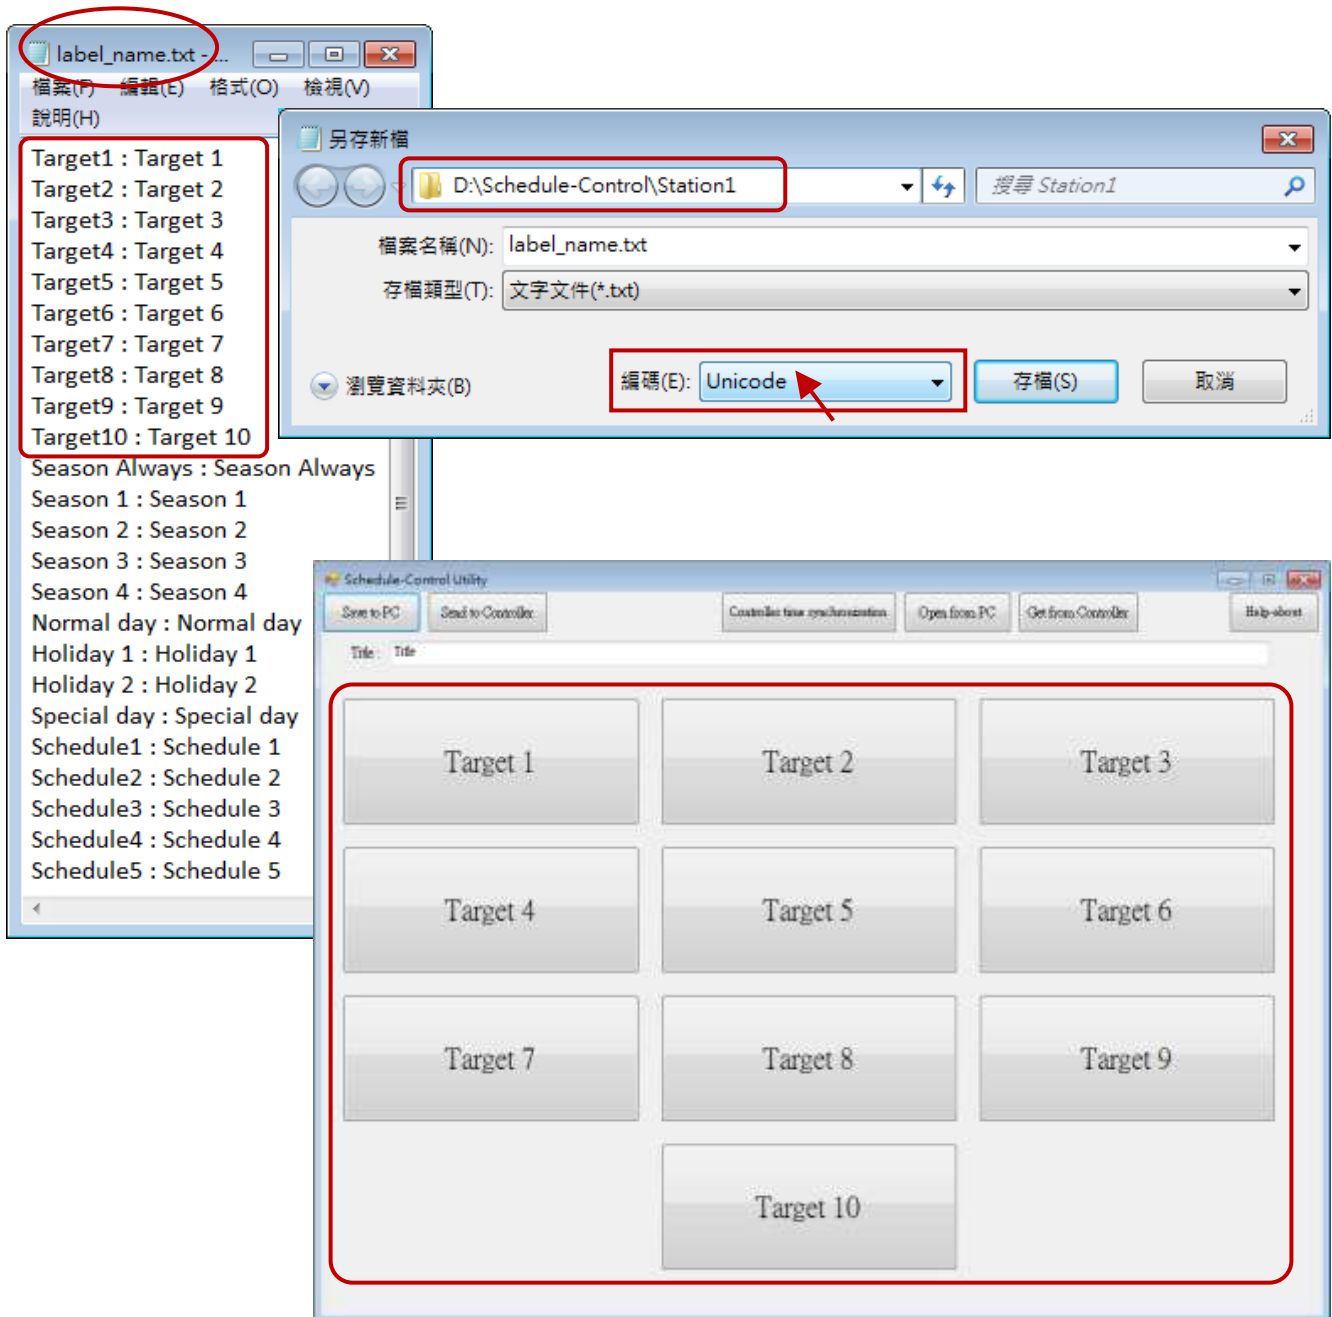 label_name.txt - ...
檔案(F) 編輯(E) 格式(O) 檢視(V)
說明(H)
Target1 : Target 1
Target2 : Target 2
Target3 : Target 3
Target4 : Target 4
Target5 : Target 5
Target6 : Target 6
Target7 : Target 7
Target8 : Target 8
Target9 : Target 9
Target10 : Target 10
Season Always : Season Always
Season 1 : Season 1
Season 2 : Season 2
Season 3 : Season 3
Season 4 : Season 4
Normal day : Normal day
Holiday 1 : Holiday 1
Holiday 2 : Holiday 2
Special day : Special day
Schedule1 : Schedule 1
Schedule2 : Schedule 2
Schedule3 : Schedule 3
Schedule4 : Schedule 4
Schedule5 : Schedule 5
另存新檔
D:\Schedule-Control\Station1
搜尋 Station1
檔案名稱(N): label_name.txt
存檔類型(T): 文字文件(*.txt)
瀏覽資料夾(B)
編碼(E): Unicode
存檔(S)
取消
Schedule-Control Utility
Save to PC
Send to Controller
Controller time synchronization
Open from PC
Get from Controller
Help-about
Title : Title
Target 1
Target 2
Target 3
Target 4
Target 5
Target 6
Target 7
Target 8
Target 9
Target 10